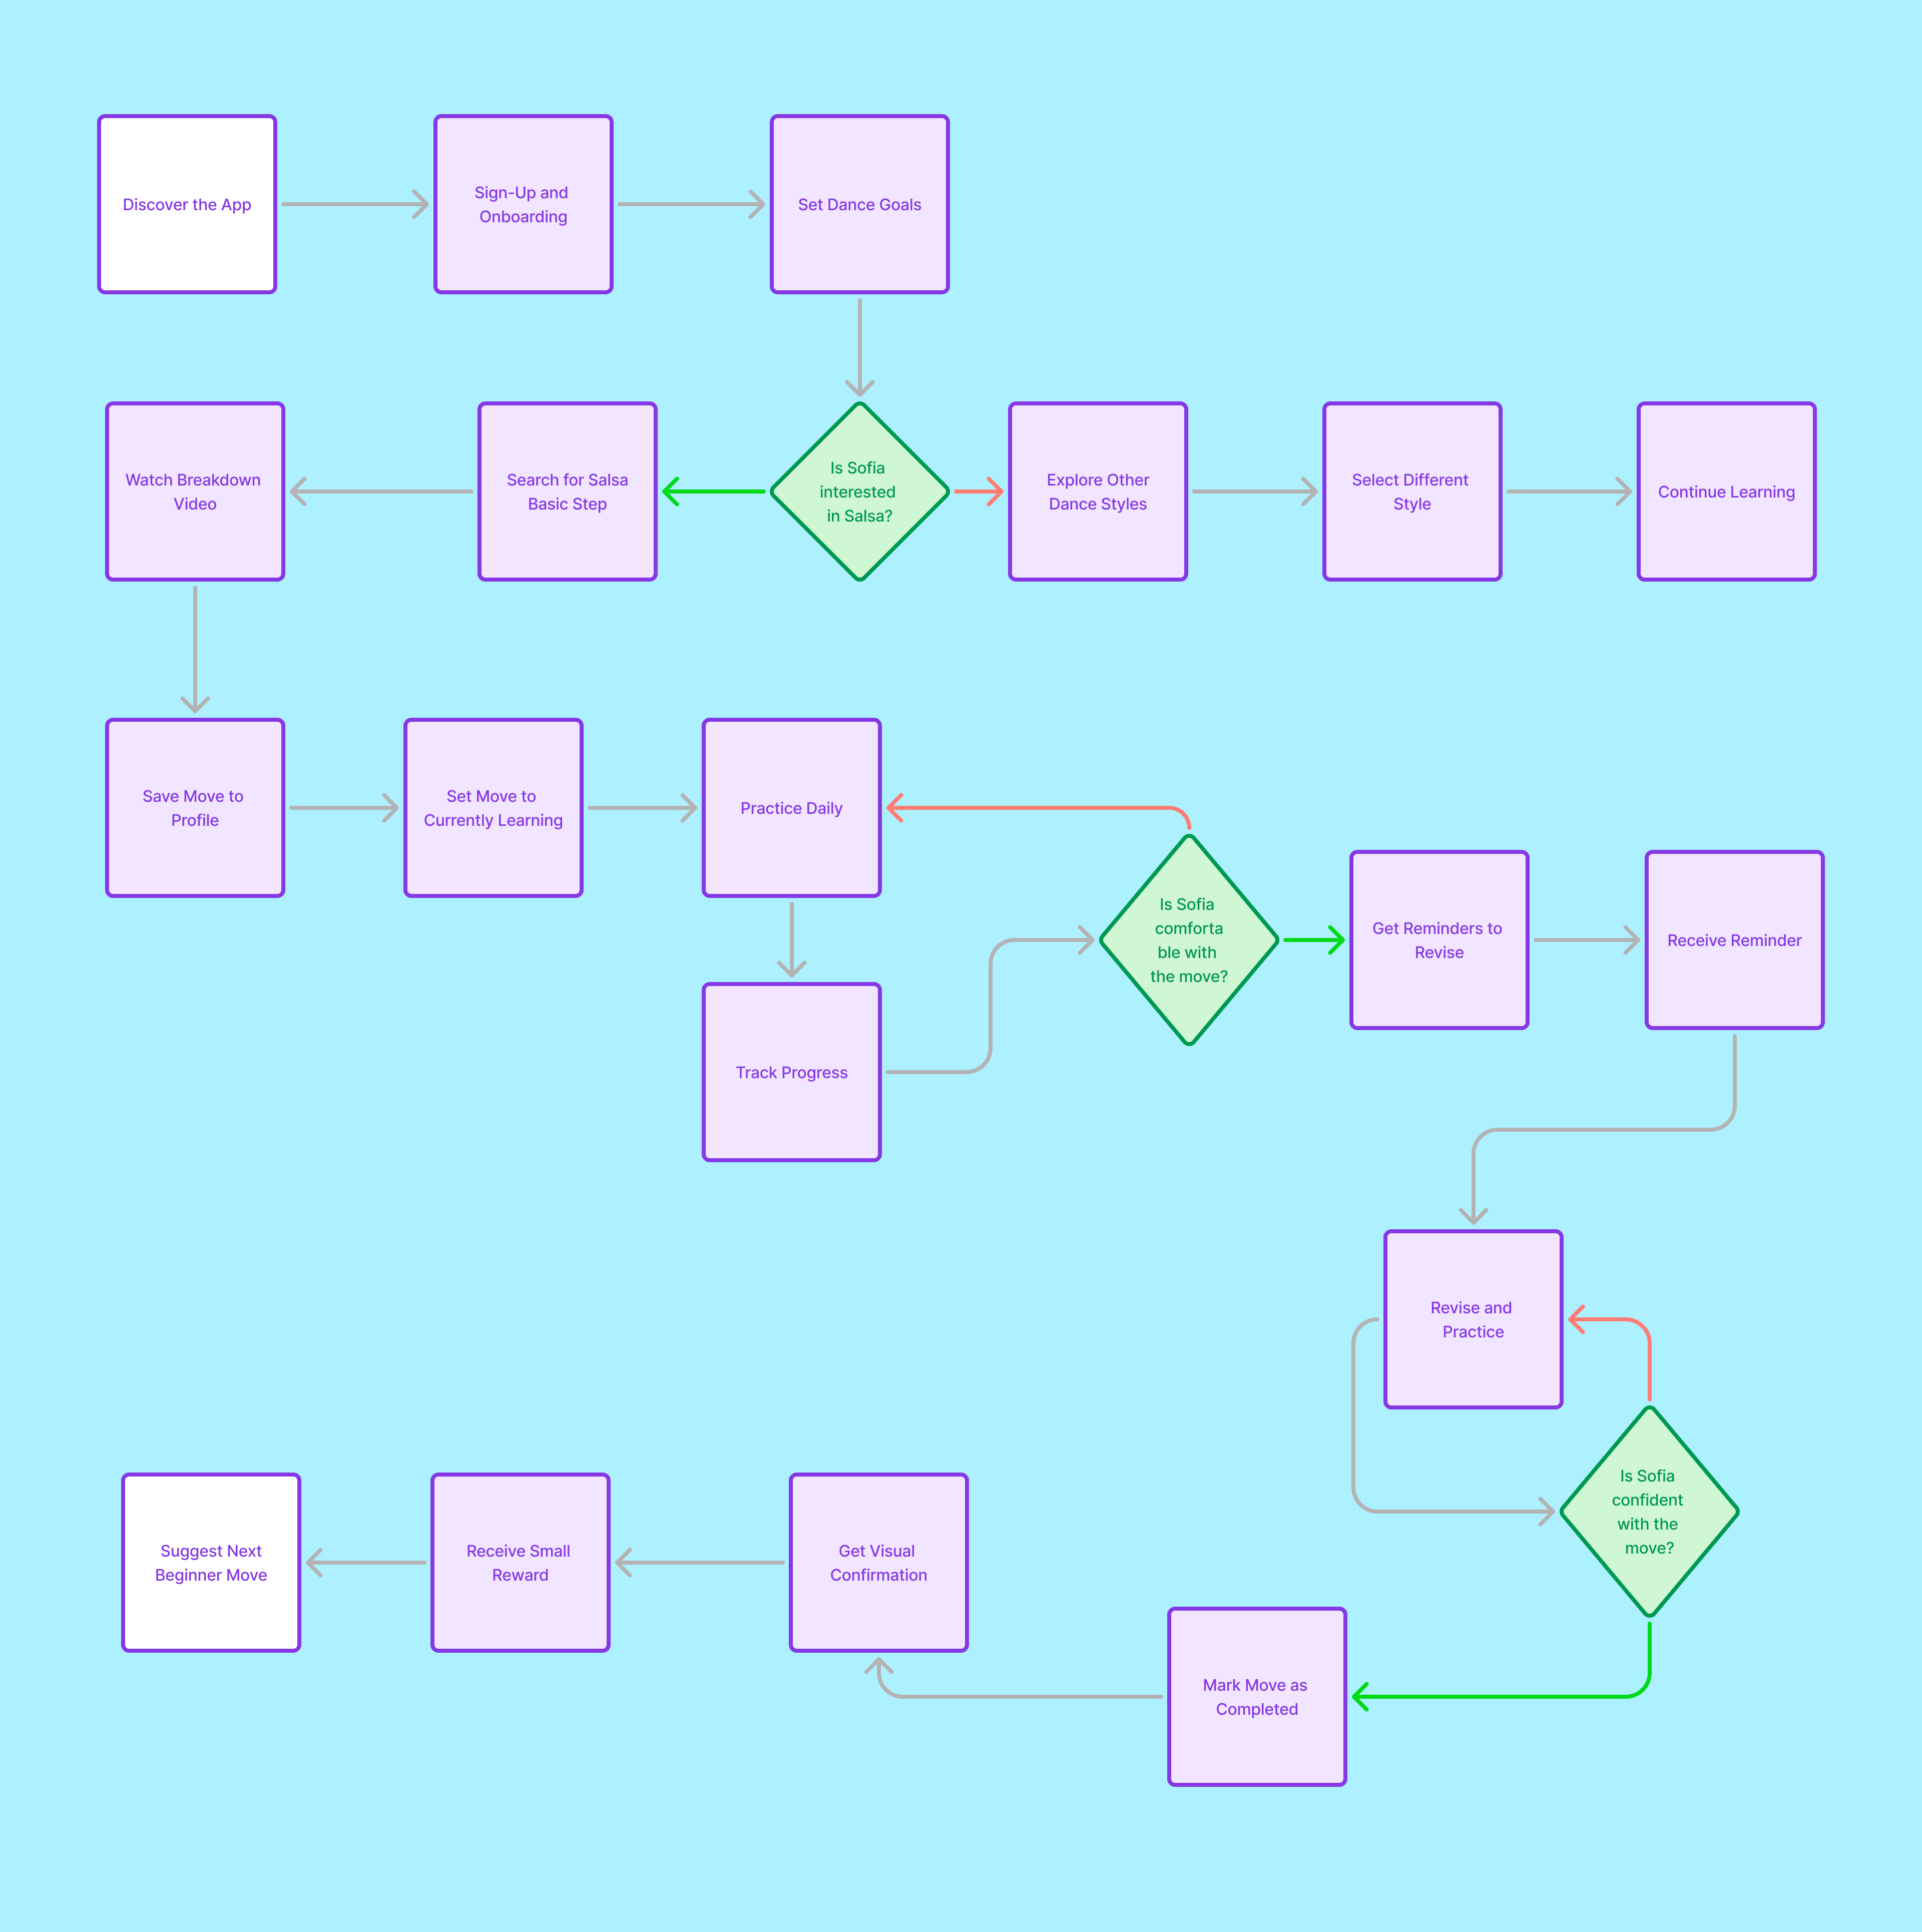 Discover the App
Sign-Up and
Onboarding
Set Dance Goals
Watch Breakdown
Video
Search for Salsa
Basic Step
Is Sofia
interested
in Salsa?
Explore Other
Dance Styles
Select Different
Style
Continue Learning
Save Move to
Profile
Set Move to
Currently Learning
Practice Daily
Is Sofia
comforta
ble with
the move?
Get Reminders to
Revise
Receive Reminder
Track Progress
Revise and
Practice
Is Sofia
confident
with the
move?
Suggest Next
Beginner Move
Receive Small
Reward
Get Visual
Confirmation
Mark Move as
Completed